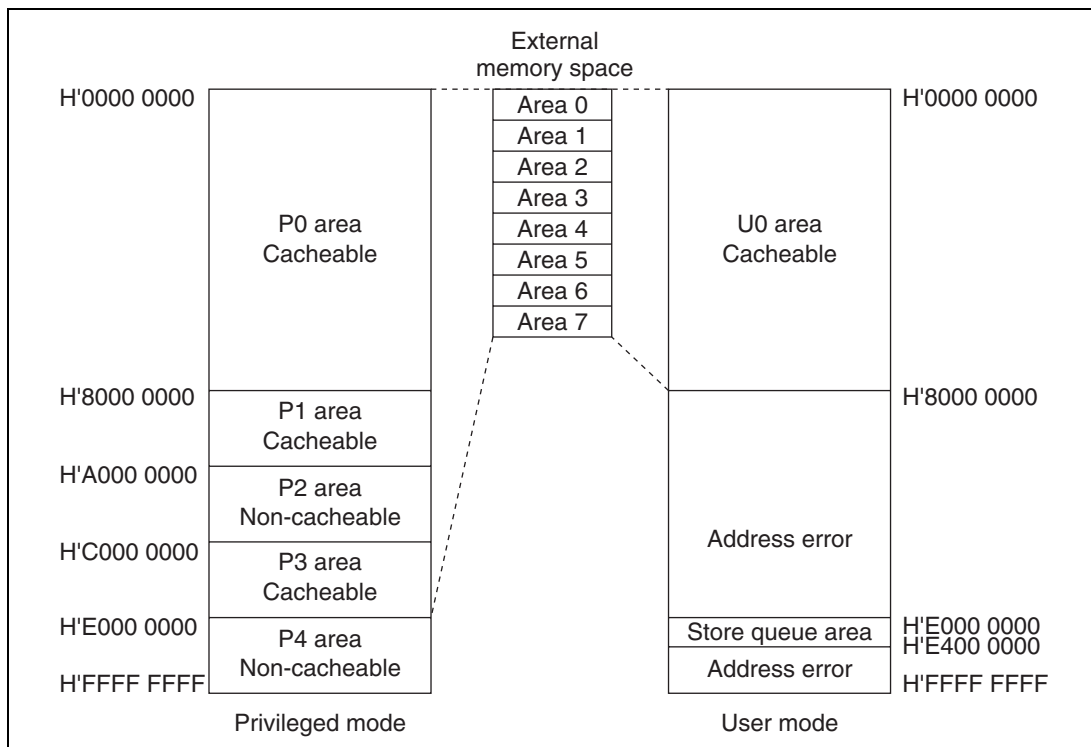 External
memory space
H'0000 0000
Area 0
H'0000 0000
Area 1
Area 2
Area 3
P0 area
Cacheable
Area 4
U0 area
Cacheable
Area 5
Area 6
Area 7
H'8000 0000
H'8000 0000
P1 area
Cacheable
H'A000 0000
P2 area
Non-cacheable
Address error
H'C000 0000
P3 area
Cacheable
H'E000 0000
P4 area
Non-cacheable
Store queue area
H'E000 0000
H'E400 0000
Address error
H'FFFF FFFF
H'FFFF FFFF
Privileged mode
User mode